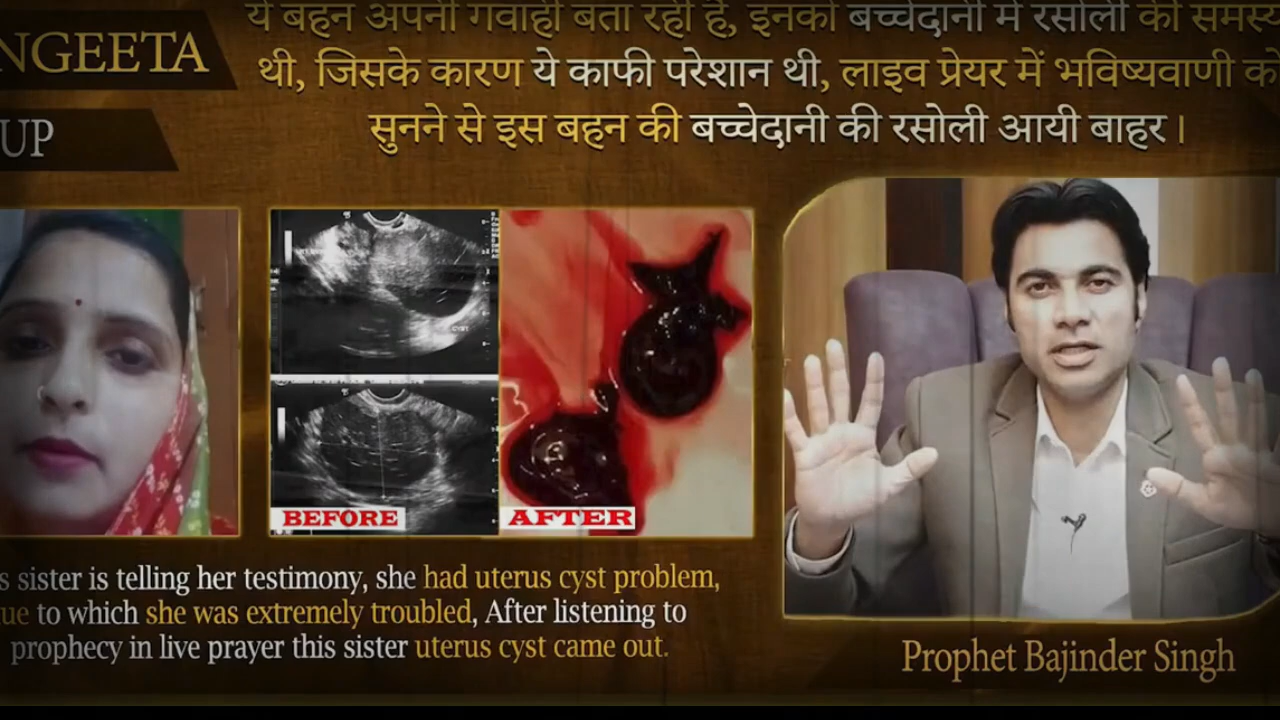 NGEETA
UP
ये बहन अपनी गवाही बता रही है, इनको बच्चेदानी में रसोली की समस्य
थी, जिसके कारण ये काफी परेशान थी, लाइव प्रेयर में भविष्यवाणी को
सुनने से इस बहन की बच्चेदानी की रसोली आयी बाहर।
CYST
BEFORE
AFTER
s sister is telling her testimony, she had uterus cyst problem,
ue to which she was extremely troubled, After listening to
prophecy in live prayer this sister uterus cyst came out.
Prophet Bajinder Singh